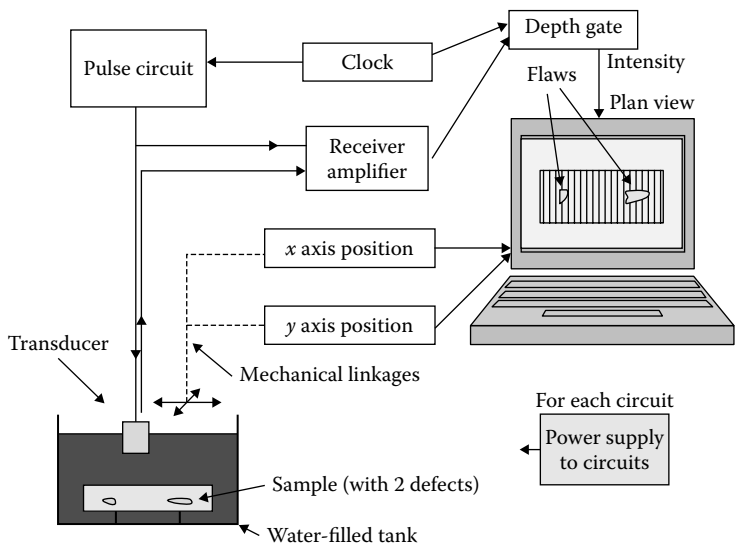 Depth gate
Pulse circuit
Clock
Intensity
Flaws
Plan view
Receiver
amplifier
x axis position
y axis position
Transducer
Mechanical linkages
For each circuit
Power supply
to circuits
Sample (with 2 defects)
Water-filled tank